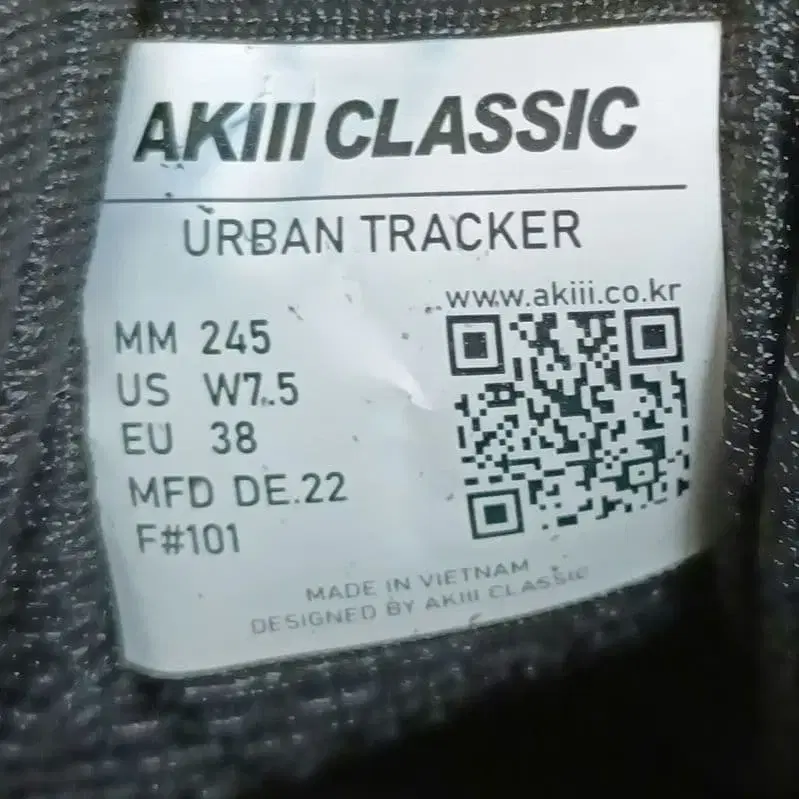 AKIII CLASSIC
URBAN TRACKER
www.akiii.co.kr
MM 245
US W7.5
EU 38
MFD DE.22
F#101
MADE IN VIETNAM
DESIGNED BY AKIII CLASSIC